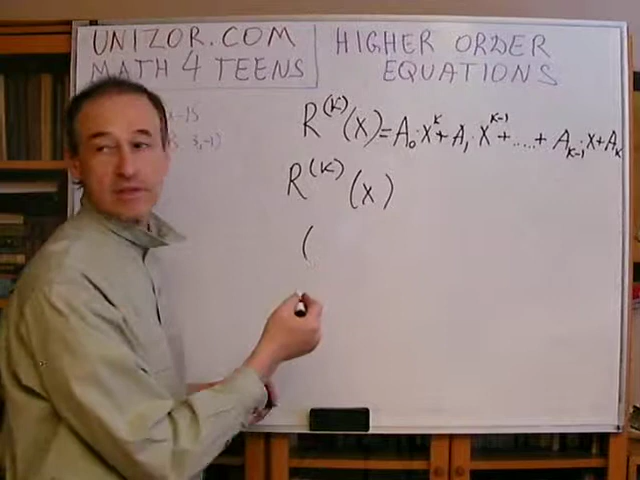 UNIZOR.COM
MATH 4 TEENS
HIGHER ORDER
EQUATIONS
R^(K)(X)=A₀·X^K+A₁·X^(K-1)+.....+A_(K-1)X+A_K
R^(K)(X)
(